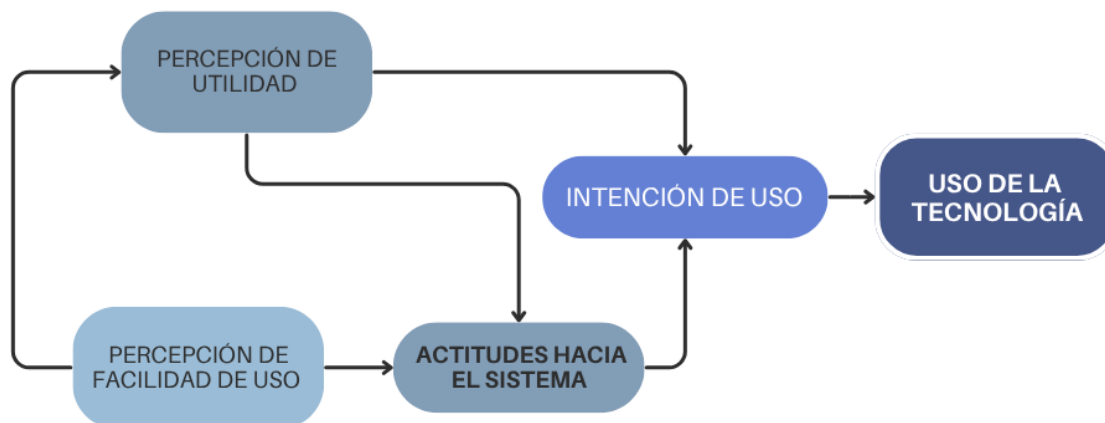 PERCEPCIÓN DE
UTILIDAD
INTENCIÓN DE USO
USO DE LA
TECNOLOGÍA
PERCEPCIÓN DE
FACILIDAD DE USO
ACTITUDES HACIA
EL SISTEMA